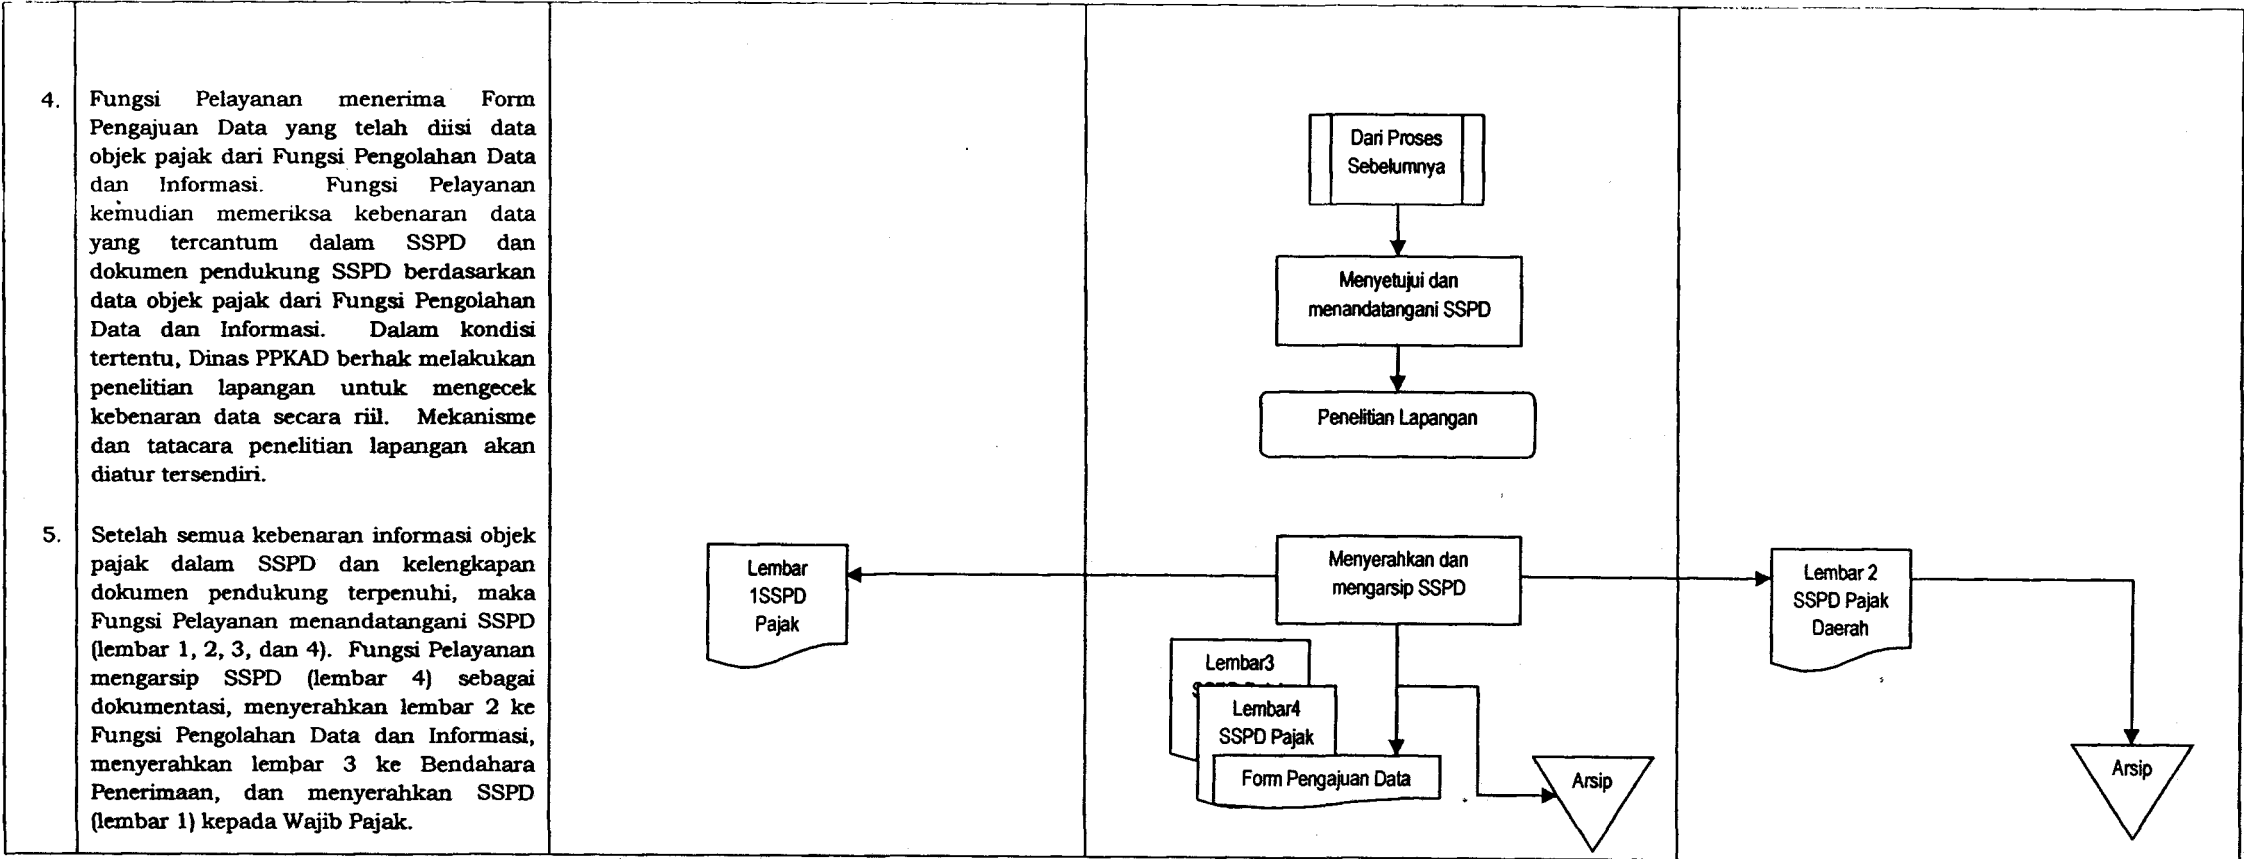 4.
Fungsi Pelayanan menerima Form
Pengajuan Data yang telah diisi data
objek pajak dari Fungsi Pengolahan Data
dan Informasi. Fungsi Pelayanan
kemudian memeriksa kebenaran data
yang tercantum dalam SSPD dan
dokumen pendukung SSPD berdasarkan
data objek pajak dari Fungsi Pengolahan
Data dan Informasi. Dalam kondisi
tertentu, Dinas PPKAD berhak melakukan
penelitian lapangan untuk mengecek
kebenaran data secara riil. Mekanisme
dan tatacara penelitian lapangan akan
diatur tersendiri.
Dari Proses
Sebelumnya
Menyetujui dan
menandatangani SSPD
Penelitian Lapangan
5.
Setelah semua kebenaran informasi objek
pajak dalam SSPD dan kelengkapan
dokumen pendukung terpenuhi, maka
Fungsi Pelayanan menandatangani SSPD
(lembar 1, 2, 3, dan 4). Fungsi Pelayanan
mengarsip SSPD (lembar 4) sebagai
dokumentasi, menyerahkan lembar 2 ke
Fungsi Pengolahan Data dan Informasi,
menyerahkan lembar 3 ke Bendahara
Penerimaan, dan menyerahkan SSPD
(lembar 1) kepada Wajib Pajak.
Lembar
1SSPD
Pajak
Menyerahkan dan
mengarsip SSPD
Lembar3
Lembar4
SSPD Pajak
Form Pengajuan Data
Arsip
Lembar 2
SSPD Pajak
Daerah
Arsip